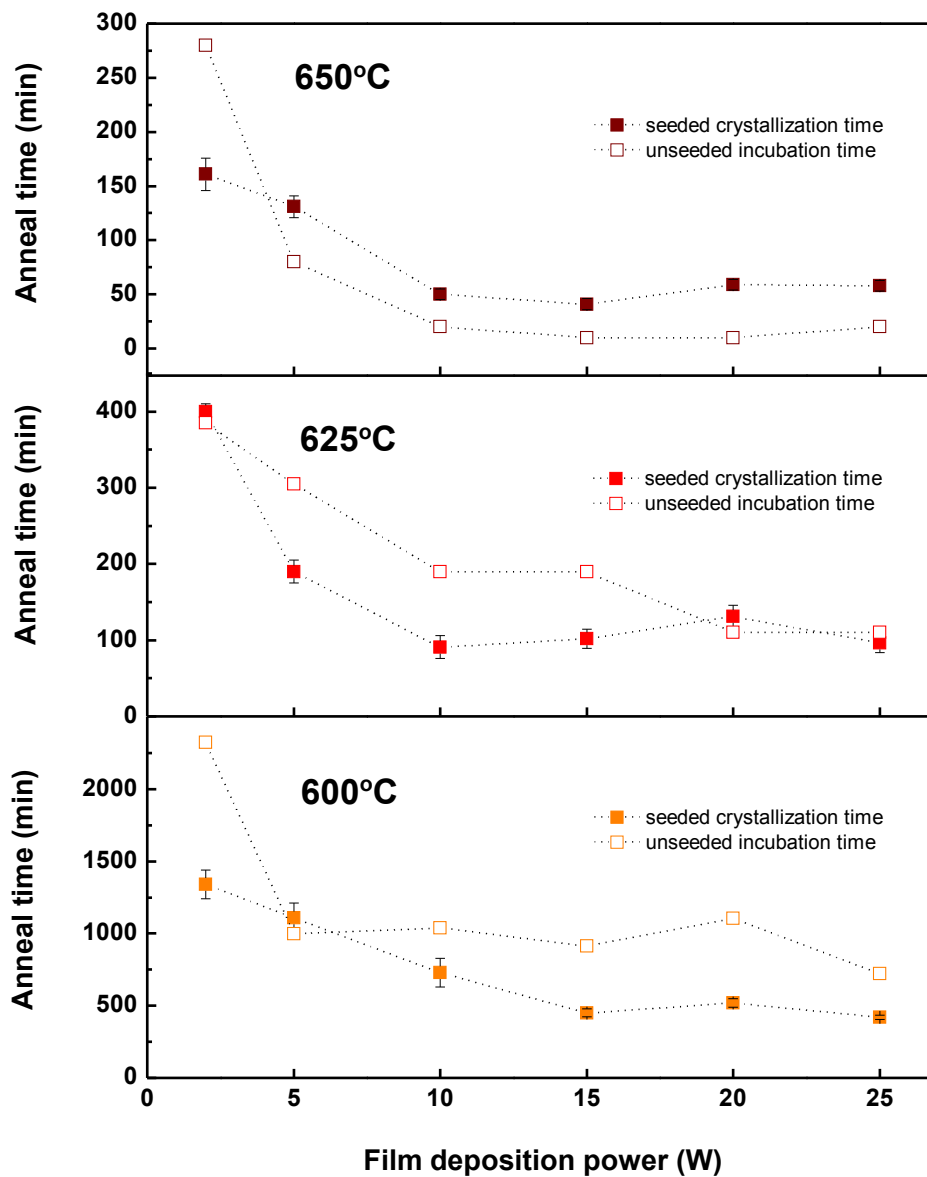 300
250
200
150
100
50
0
Anneal time (min)
650°C
seeded crystallization time
unseeded incubation time
400
300
200
100
0
Anneal time (min)
625°C
seeded crystallization time
unseeded incubation time
2000
1500
1000
500
0
Anneal time (min)
600°C
seeded crystallization time
unseeded incubation time
0 5 10 15 20 25
Film deposition power (W)